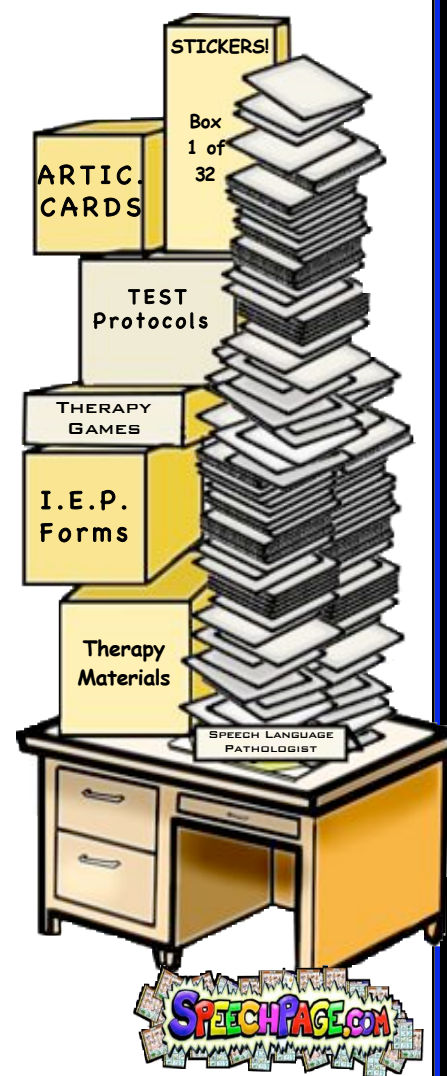 STICKERS!
Box
1 of
32
ARTIC.
CARDS
TEST
Protocols
THERAPY
GAMES
I.E.P.
Forms
Therapy
Materials
SPEECH LANGUAGE
PATHOLOGIST
SPEECHPAGE.COM